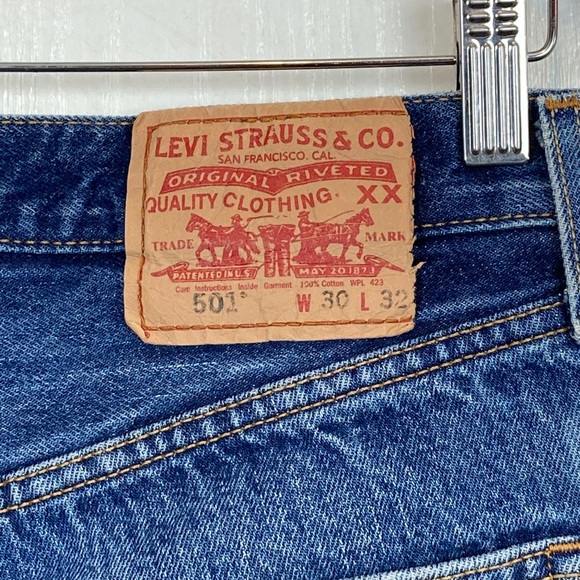 LEVI STRAUSS & CO.
SAN FRANCISCO. CAL.
ORIGINAL RIVETED
QUALITY CLOTHING. XX
TRADE MARK
PATENTED IN U.S. MAY 20 1873
Care Instructions Inside Garment 100% Cotton WPL 423
501® W 30 L 32